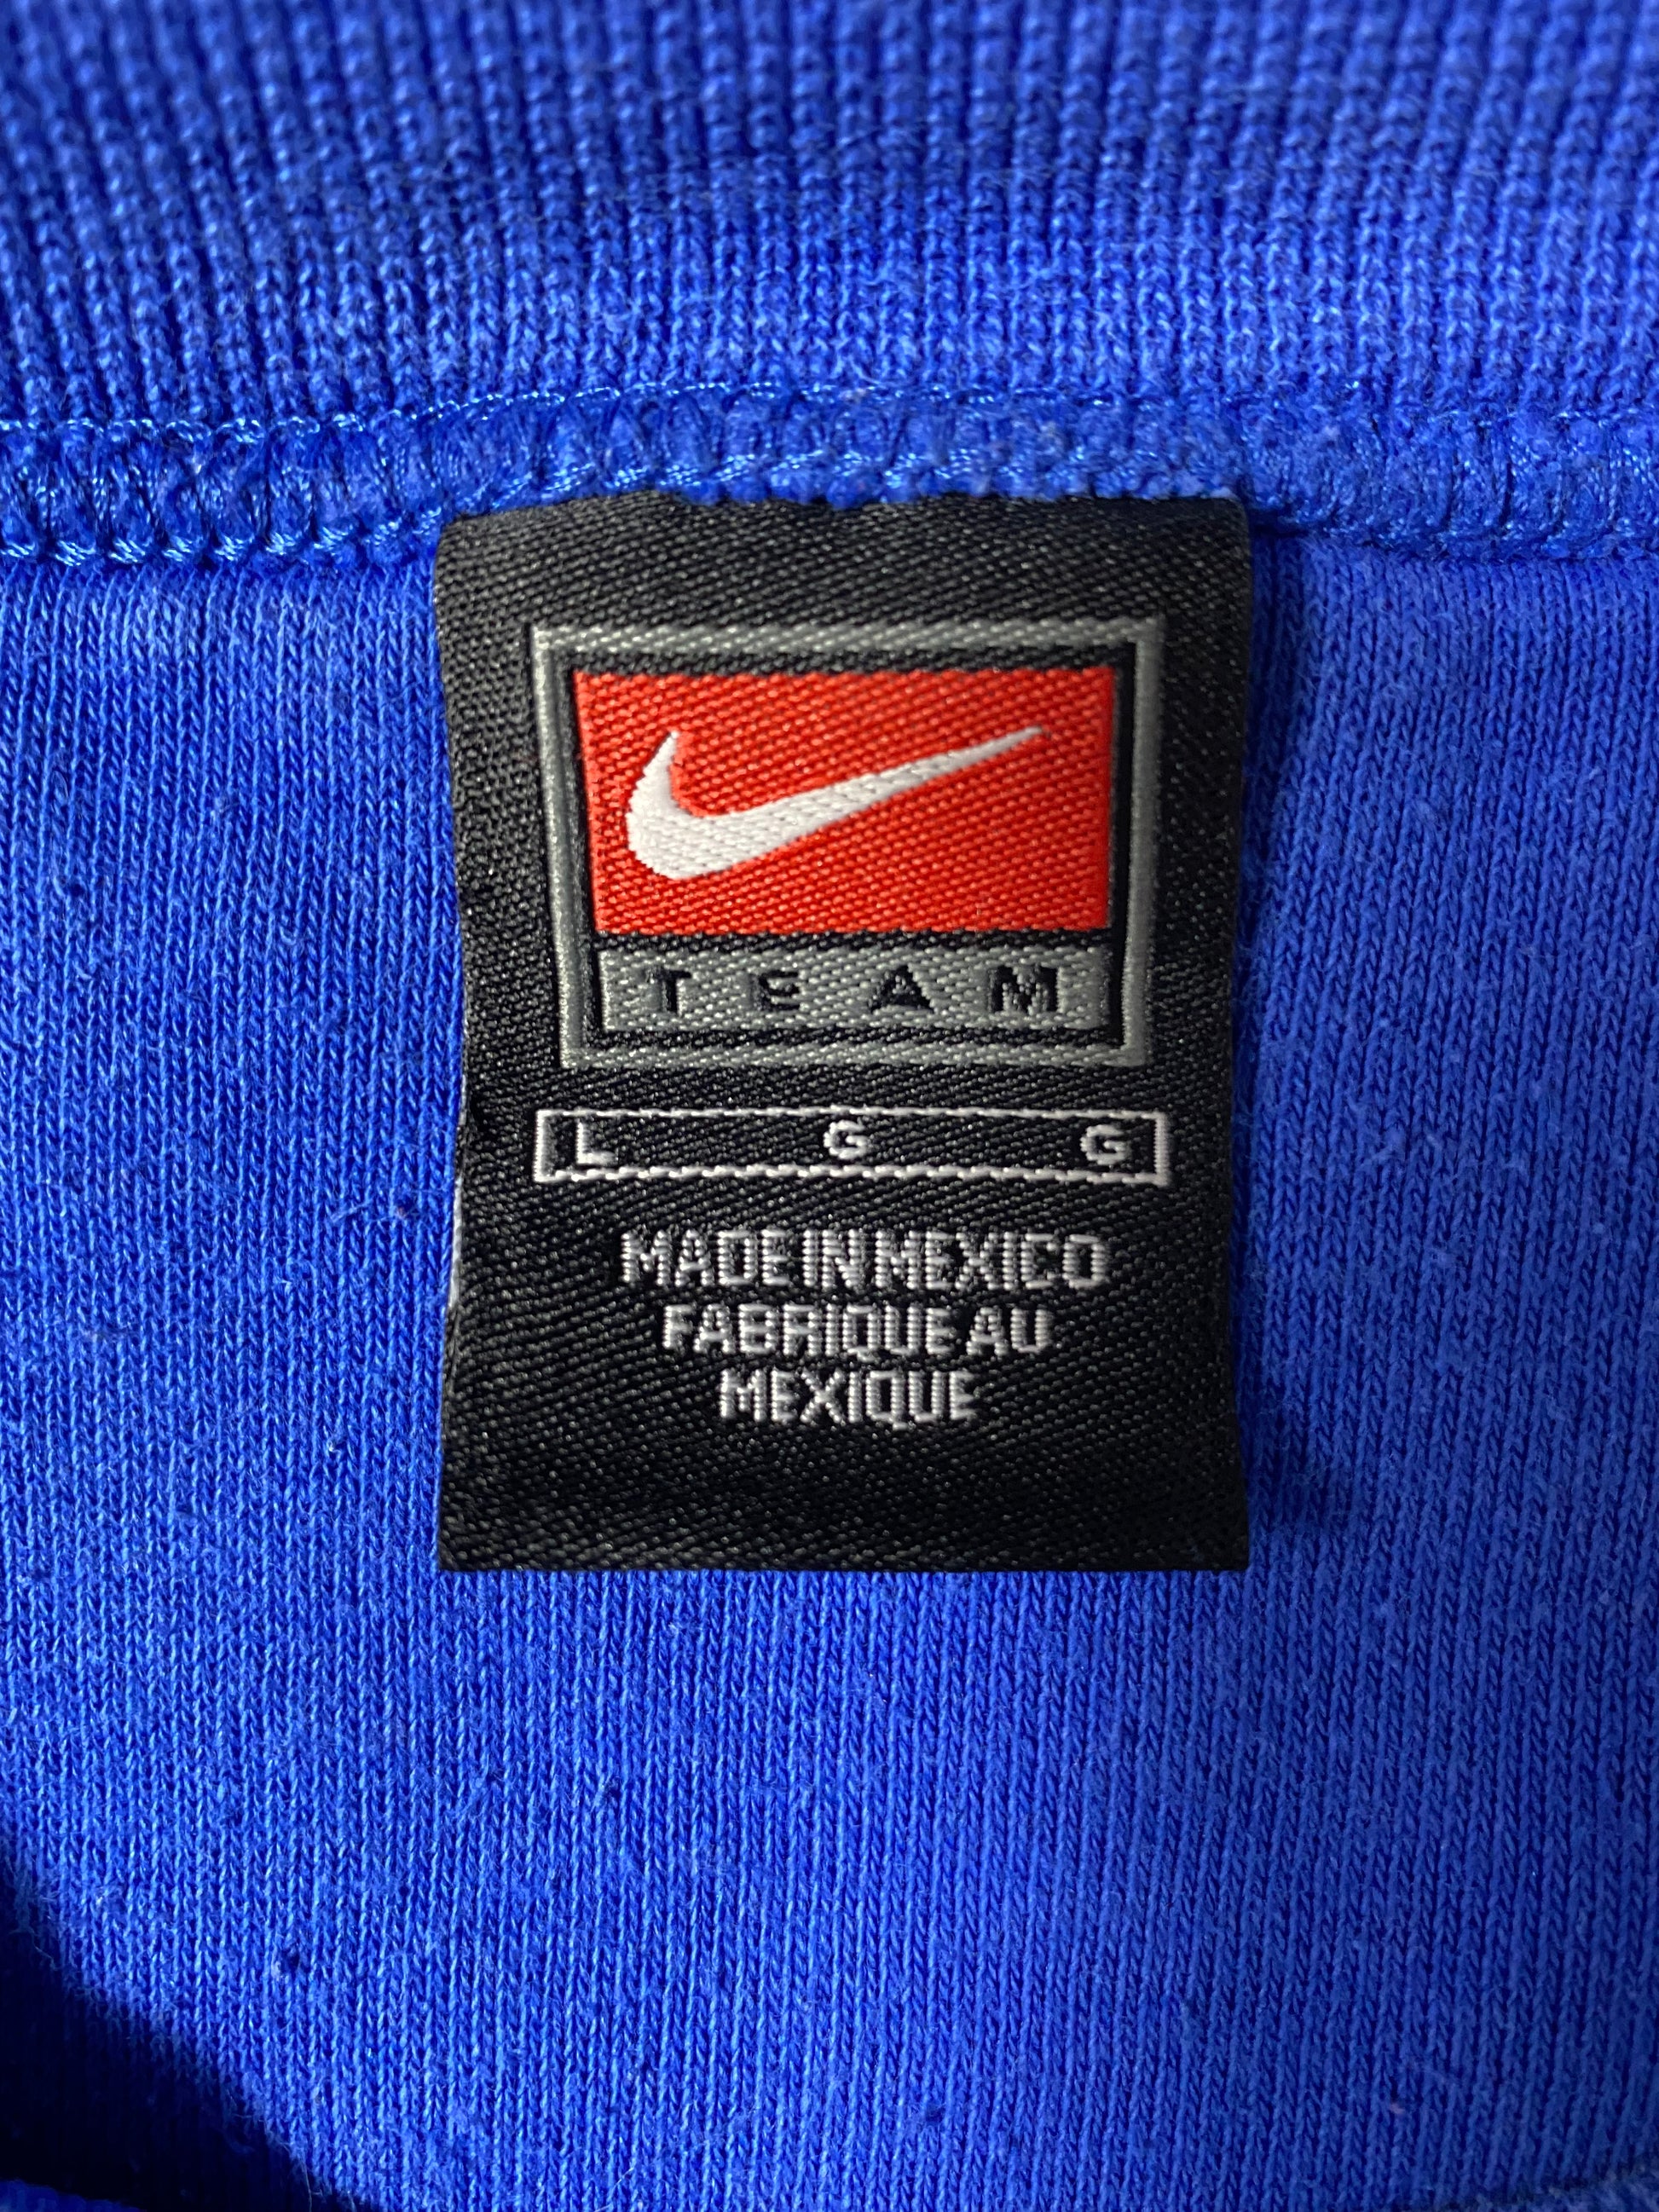 TEAM
L G G
MADE IN MEXICO
FABRIQUE AU
MEXIQUE